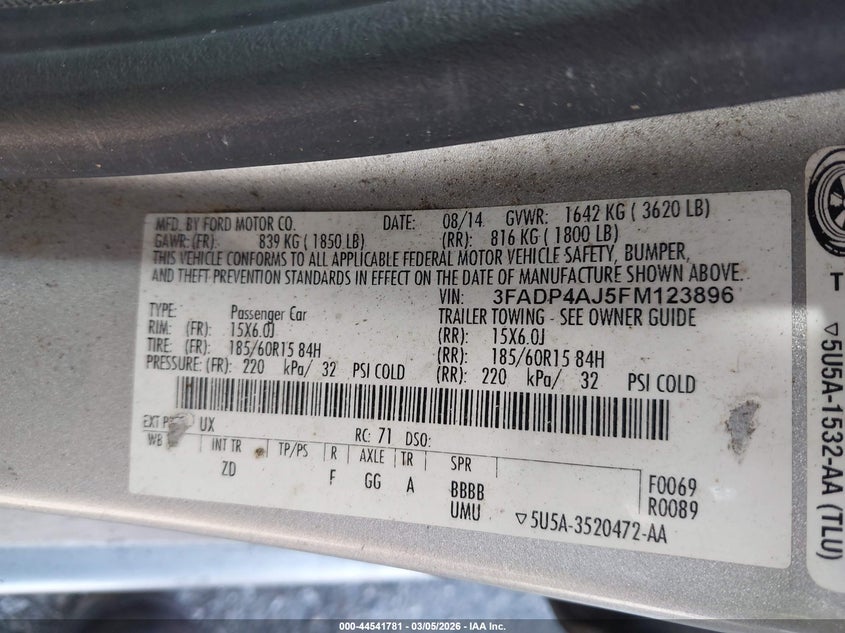 MFD. BY FORD MOTOR CO. DATE: 08/14 GVWR: 1642 KG ( 3620 LB)
GAWR: (FR): 839 KG ( 1850 LB) (RR): 816 KG ( 1800 LB)
THIS VEHICLE CONFORMS TO ALL APPLICABLE FEDERAL MOTOR VEHICLE SAFETY, BUMPER,
AND THEFT PREVENTION STANDARDS IN EFFECT ON THE DATE OF MANUFACTURE SHOWN ABOVE.
VIN: 3FADP4AJ5FM123896
TYPE: Passenger Car TRAILER TOWING - SEE OWNER GUIDE
RIM: (FR): 15X6.0J (RR): 15X6.0J
TIRE: (FR): 185/60R15 84H (RR): 185/60R15 84H
PRESSURE: (FR): 220 kPa/ 32 PSI COLD (RR): 220 kPa/ 32 PSI COLD
EXT UX RC: 71 DSO:
WB INT TR TP/PS R AXLE TR SPR
ZD F GG A BBBB F0069
UMU R0089
▽5U5A-3520472-AA
T
▽5U5A-1532-AA (TLU)
000-44541781 — 03/05/2026 — IAA Inc.